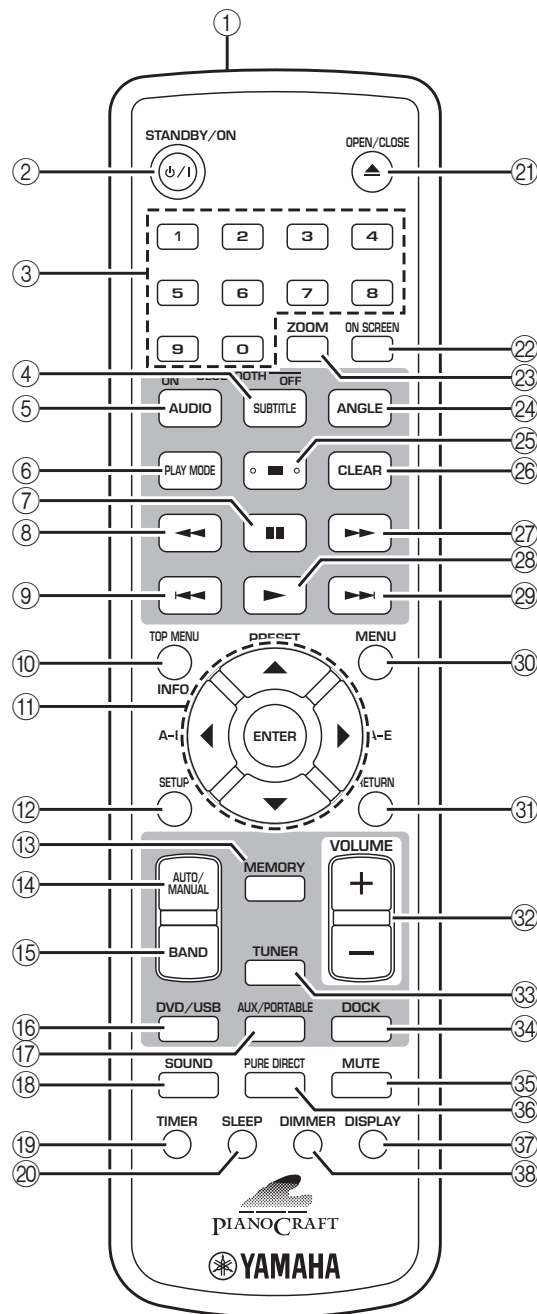 ①
STANDBY/ON
OPEN/CLOSE
② ㉑
1 2 3 4
③
5 6 7 8
9 0 ZOOM ON SCREEN
㉒
④ ㉓
ON OFF
⑤ AUDIO SUBTITLE ANGLE ㉔
㉕
⑥ PLAY MODE CLEAR ㉖
⑦
⑧ ㉗
㉘
⑨ ㉙
TOP MENU PRESET MENU
⑩ ㉚
INFO
⑪
ENTER
A-E
SETUP RETURN
⑫ ㉛
⑬ VOLUME
AUTO/
MANUAL
MEMORY +
⑭
㉜
⑮ BAND –
TUNER
㉝
DVD/USB AUX/PORTABLE DOCK
⑯ ㉞
⑰
SOUND PURE DIRECT MUTE
⑱ ㉟
㊱
TIMER SLEEP DIMMER DISPLAY
⑲ ㊲
⑳ ㊳
PIANOCRAFT
YAMAHA